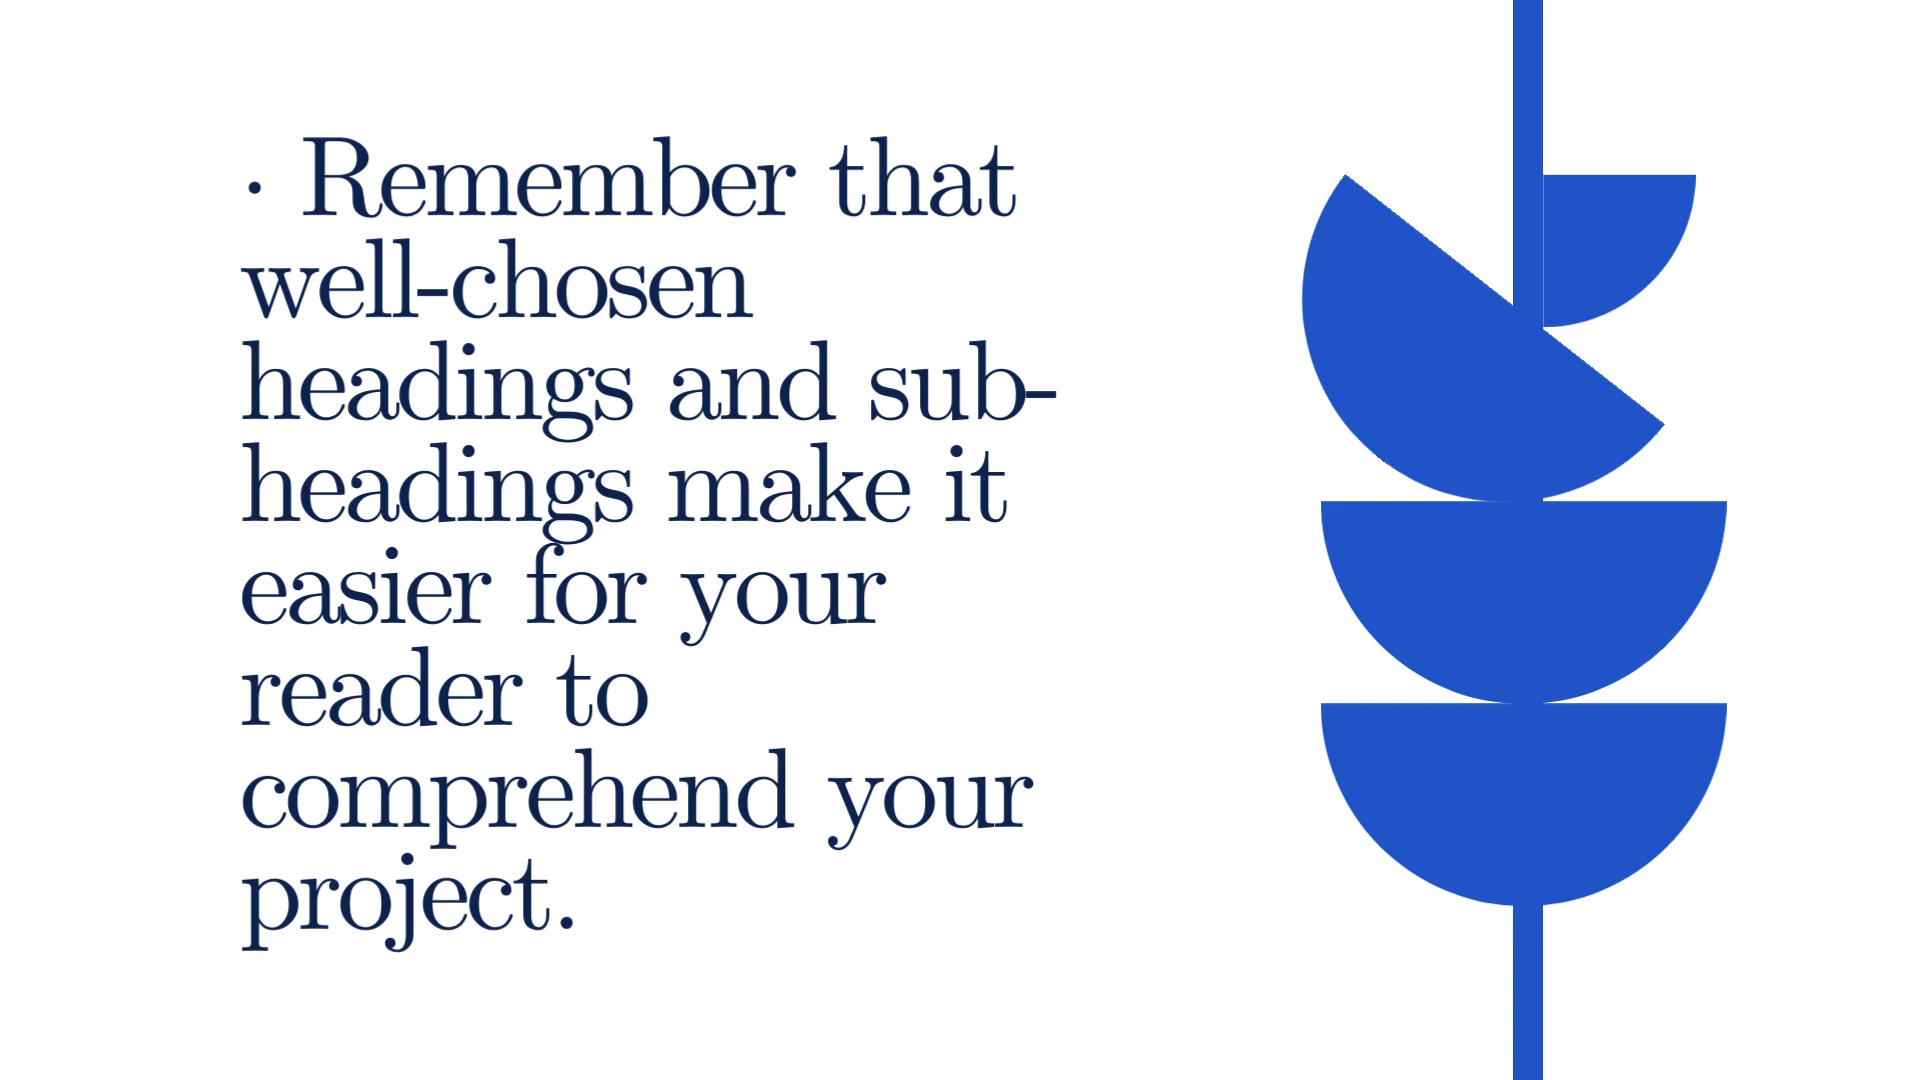 · Remember that
well-chosen
headings and sub-
headings make it
easier for your
reader to
comprehend your
project.